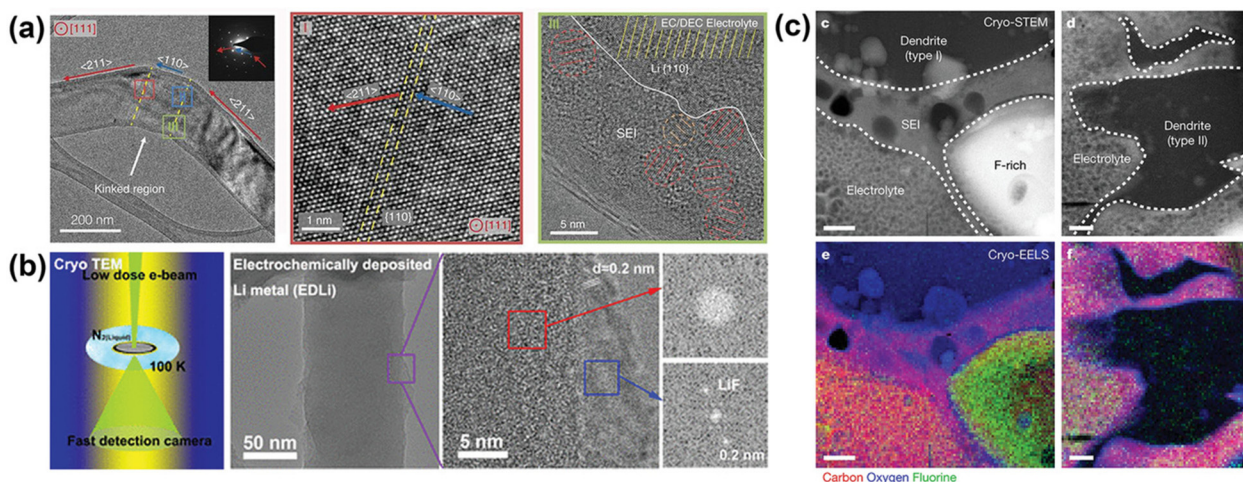 (a)
[111]
<211>
<110>
<211>
III
Kinked region
200 nm
I
<211>
<110>
{110}
1 nm
[111]
III
EC/DEC Electrolyte
Li {110}
SEI
5 nm
(b)
Cryo TEM
Low dose e-beam
N2(Liquid)
100 K
Fast detection camera
Electrochemically deposited
Li metal (EDLi)
50 nm
d=0.2 nm
5 nm
LiF
0.2 nm
(c)
c
Cryo-STEM
Dendrite
(type I)
SEI
Electrolyte
F-rich
d
Dendrite
(type II)
Electrolyte
e
Cryo-EELS
f
Carbon Oxygen Fluorine